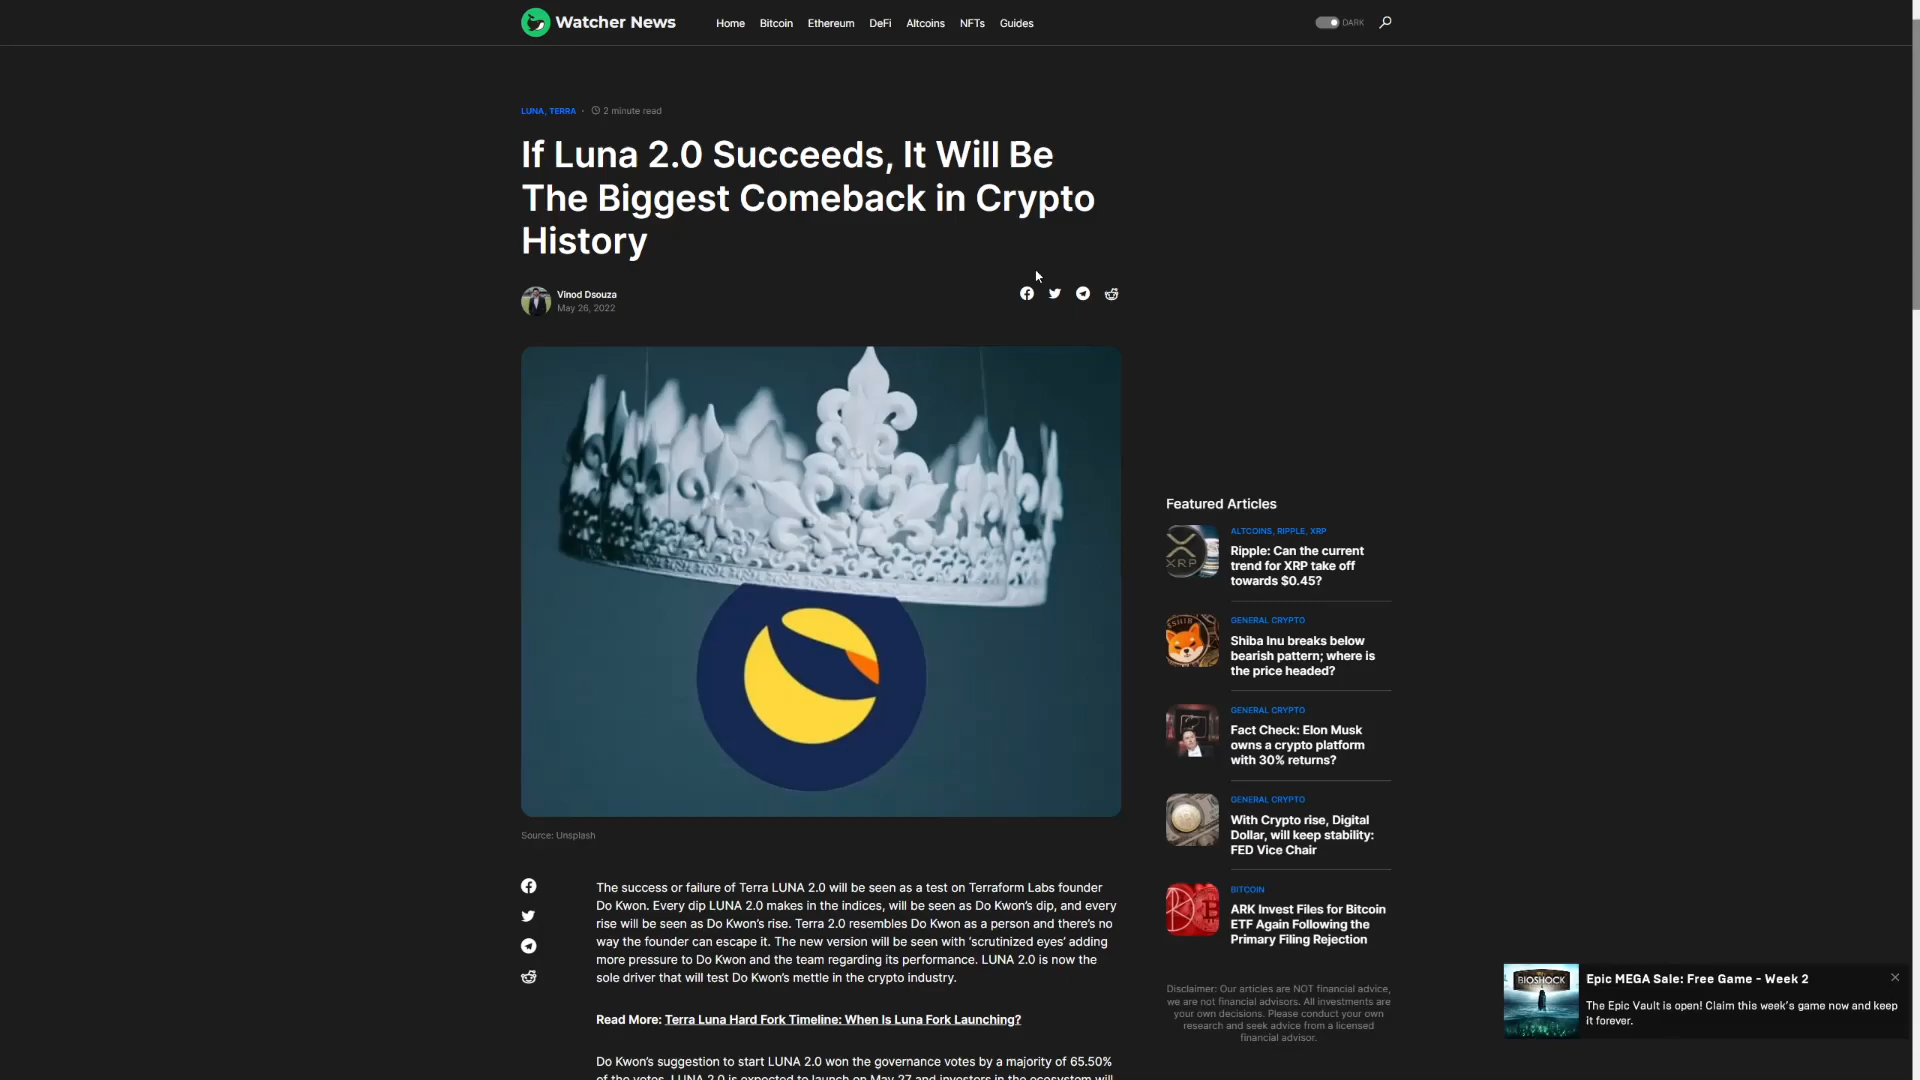 Watcher News
Home Bitcoin Ethereum DeFi Altcoins NFTs Guides
DARK
LUNA, TERRA · 2 minute read
If Luna 2.0 Succeeds, It Will Be
The Biggest Comeback in Crypto
History
Vinod Dsouza
May 26, 2022
Source: Unsplash
The success or failure of Terra LUNA 2.0 will be seen as a test on Terraform Labs founder
Do Kwon. Every dip LUNA 2.0 makes in the indices, will be seen as Do Kwon's dip, and every
rise will be seen as Do Kwon's rise. Terra 2.0 resembles Do Kwon as a person and there's no
way the founder can escape it. The new version will be seen with 'scrutinized eyes' adding
more pressure to Do Kwon and the team regarding its performance. LUNA 2.0 is now the
sole driver that will test Do Kwon's mettle in the crypto industry.
Read More: Terra Luna Hard Fork Timeline: When Is Luna Fork Launching?
Do Kwon's suggestion to start LUNA 2.0 won the governance votes by a majority of 65.50%
of the votes. LUNA 2.0 is expected to launch on May 27 and investors in the ecosystem will
Featured Articles
XRP
ALTCOINS, RIPPLE, XRP
Ripple: Can the current
trend for XRP take off
towards $0.45?
$SHIB
GENERAL CRYPTO
Shiba Inu breaks below
bearish pattern; where is
the price headed?
GENERAL CRYPTO
Fact Check: Elon Musk
owns a crypto platform
with 30% returns?
GENERAL CRYPTO
With Crypto rise, Digital
Dollar, will keep stability:
FED Vice Chair
BITCOIN
ARK Invest Files for Bitcoin
ETF Again Following the
Primary Filing Rejection
Disclaimer: Our articles are NOT financial advice,
we are not financial advisors. All investments are
your own decisions. Please conduct your own
research and seek advice from a licensed
financial advisor.
BIOSHOCK
Epic MEGA Sale: Free Game - Week 2
The Epic Vault is open! Claim this week's game now and keep
it forever.